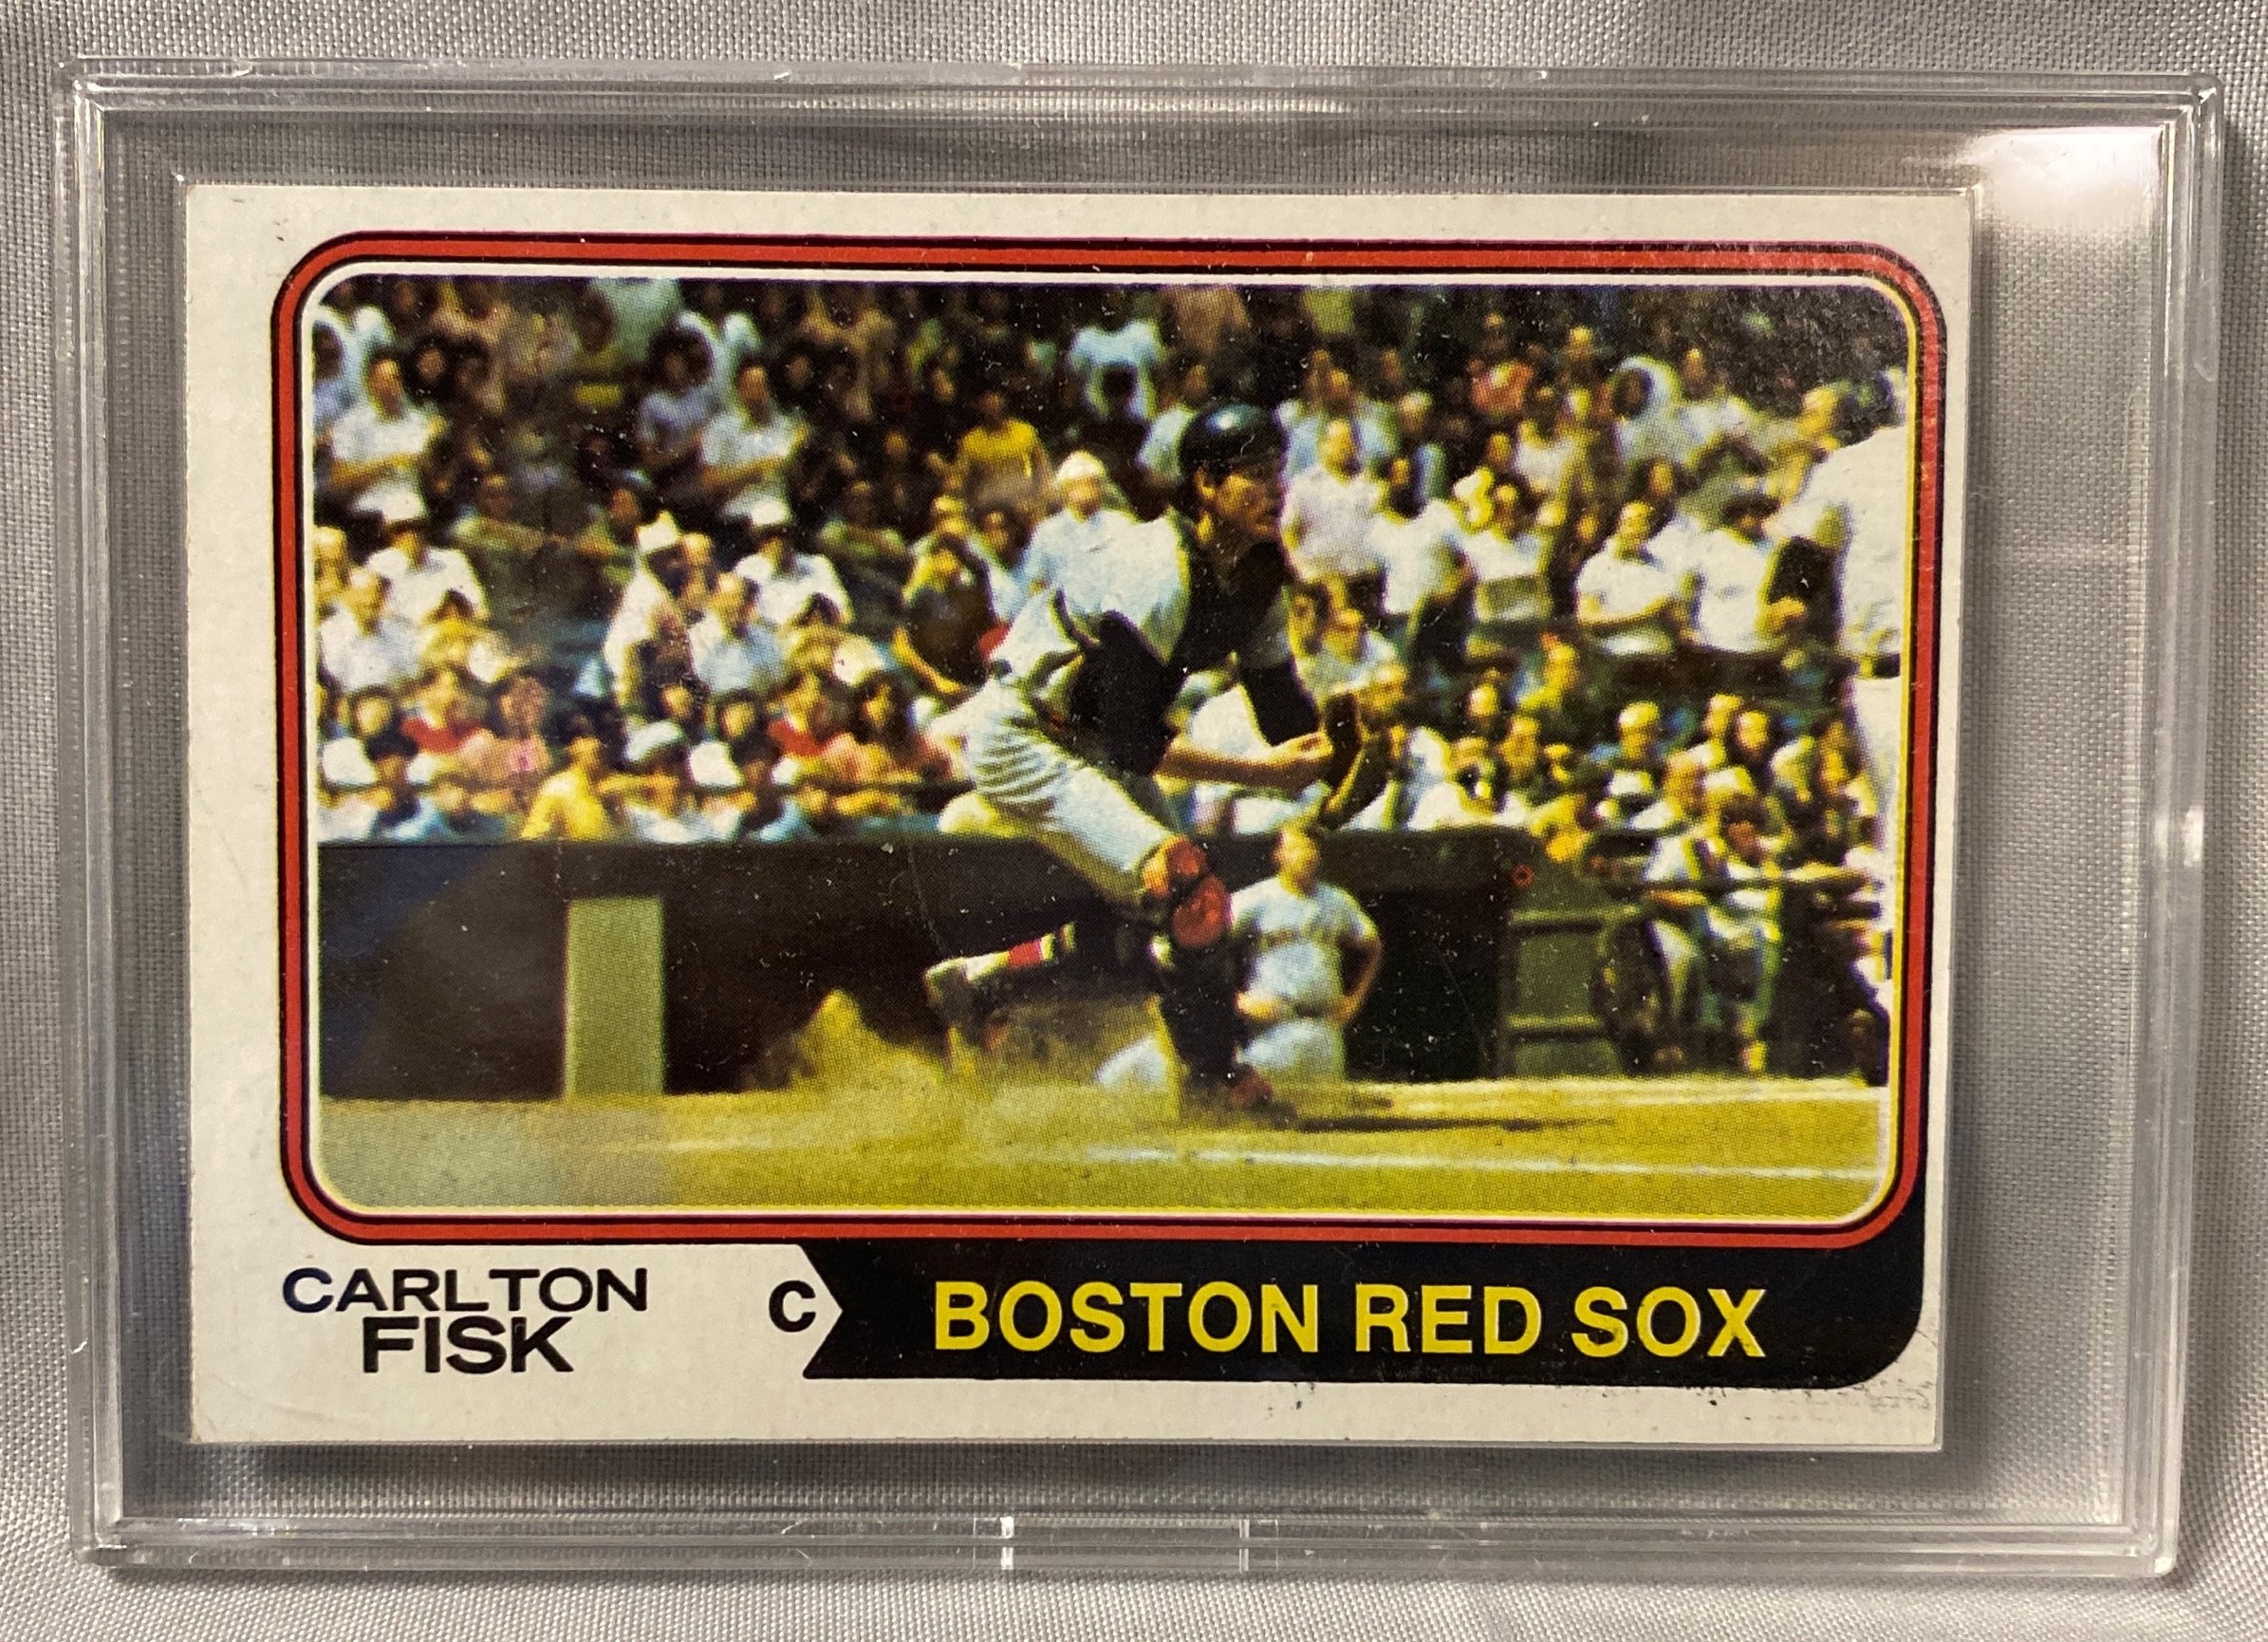 CARLTON
FISK
C
BOSTON RED SOX